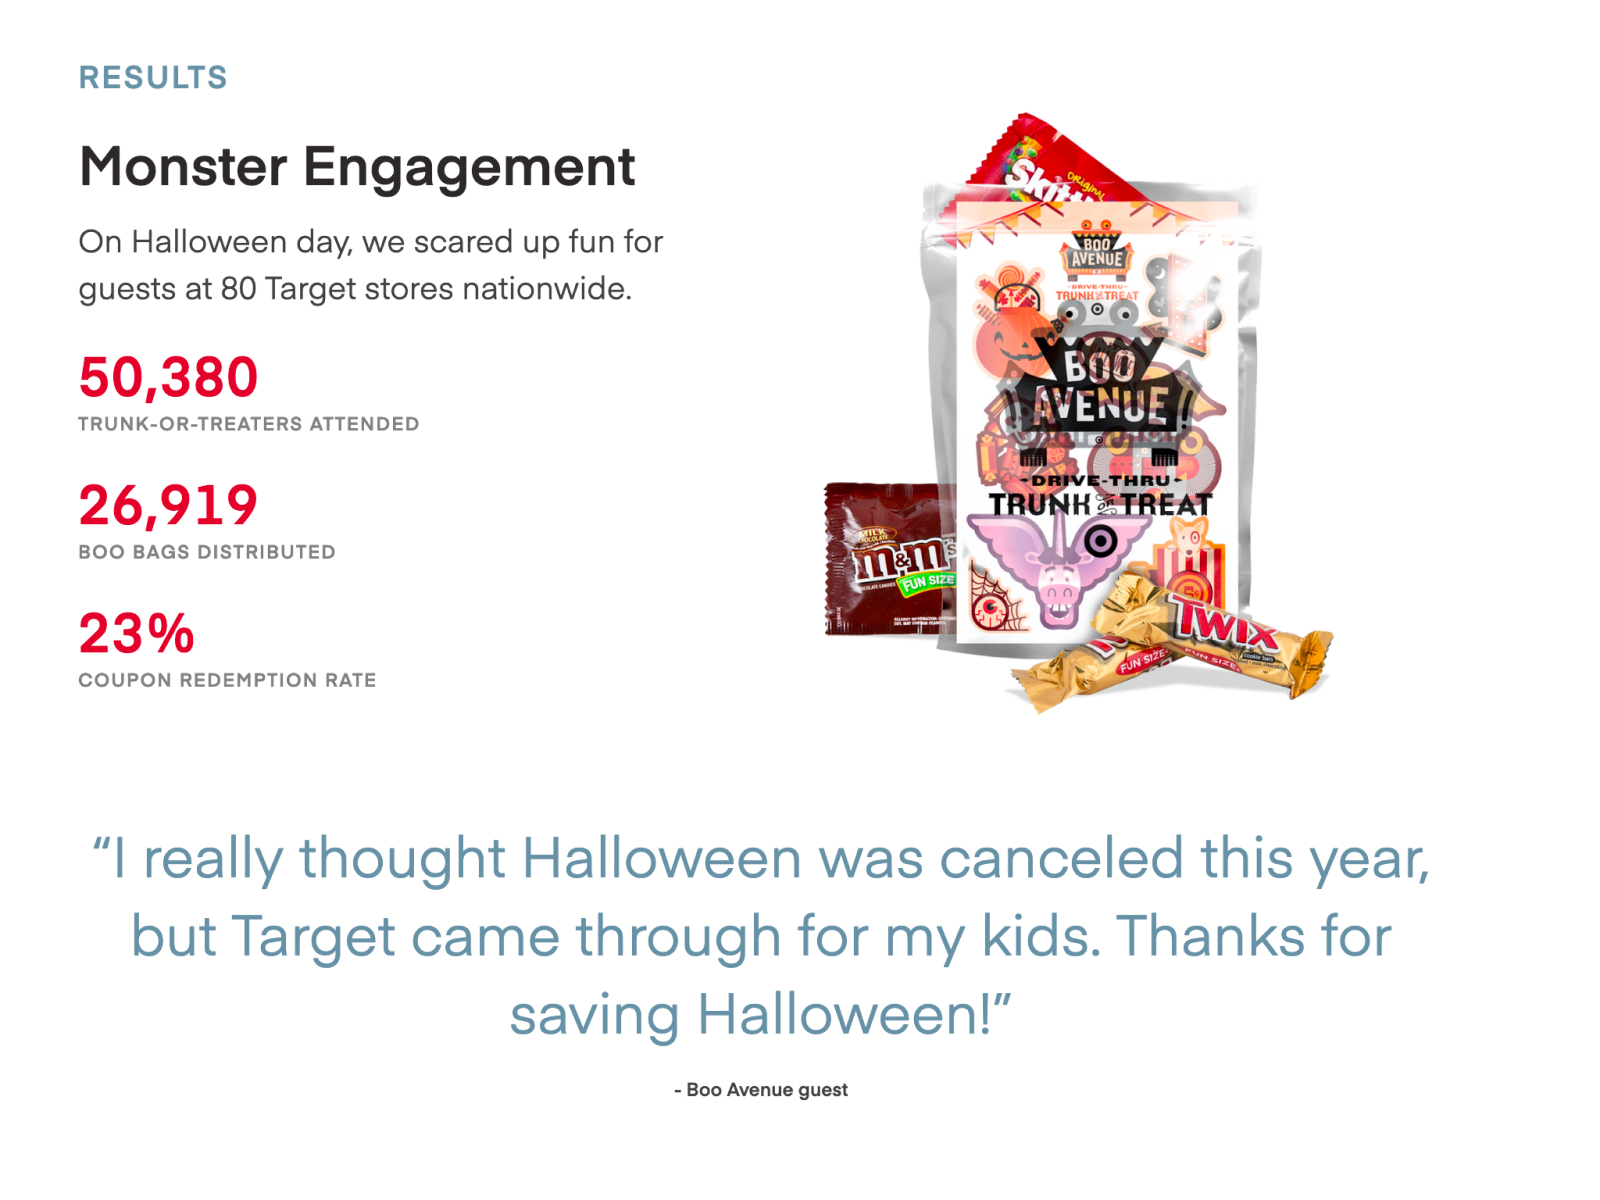 RESULTS
Monster Engagement
On Halloween day, we scared up fun for
guests at 80 Target stores nationwide.
50,380
TRUNK-OR-TREATERS ATTENDED
26,919
BOO BAGS DISTRIBUTED
23%
COUPON REDEMPTION RATE
ORIGINAL
BOO
AVENUE
-DRIVE-THRU-
TRUNK OR TREAT
BOO
AVENUE
-DRIVE-THRU-
TRUNK OR TREAT
MILK
CHOCOLATE
m&m's
FUN SIZE
TWIX
cookie bars
FUN SIZE
FUN SIZE
“I really thought Halloween was canceled this year,
but Target came through for my kids. Thanks for
saving Halloween!”
- Boo Avenue guest